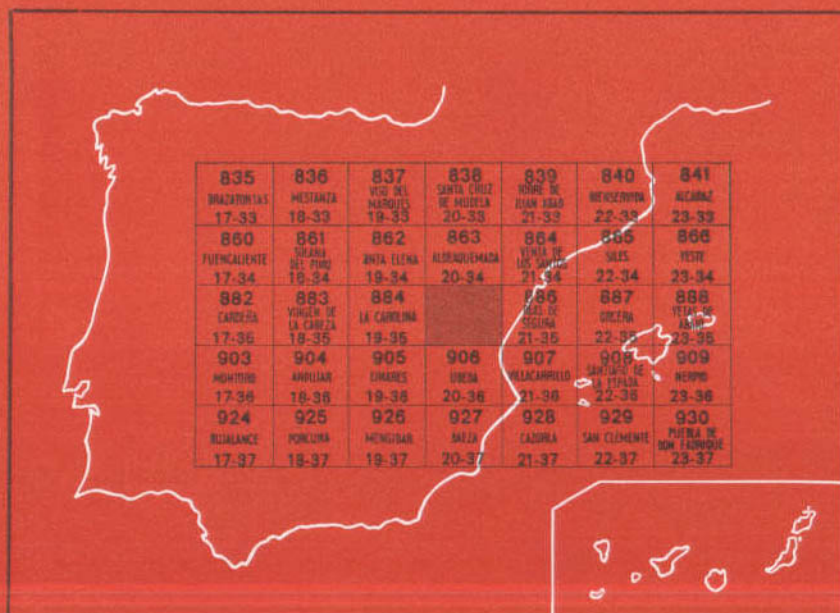 835 836 837 838 839 840 841
BRAZATORTAS MESTANZA VISO DEL MARQUES SANTA CRUZ DE MUDELA TORRE DE JUAN ABAD BIENSERVIDA ALCARAZ
17-33 18-33 19-33 20-33 21-33 22-33 23-33
860 861 862 863 864 865 866
FUENCALIENTE SOLANA DEL PINO SANTA ELENA ALDEAQUEMADA VENTA DE LOS SANTOS SILES YESTE
17-34 18-34 19-34 20-34 21-34 22-34 23-34
882 883 884 886 887 888
CARDEÑA VIRGEN DE LA CABEZA LA CAROLINA BEAS DE SEGURA ORCERA YETAS DE ABAJO
17-35 18-35 19-35 21-35 22-35 23-35
903 904 905 906 907 908 909
MONTORO ANDUJAR LINARES UBEDA VILLACARRILLO SANTIAGO DE LA ESPADA NERPIO
17-36 18-36 19-36 20-36 21-36 22-36 23-36
924 925 926 927 928 929 930
BUJALANCE PORCUNA MENGIBAR BAEZA CAZORLA SAN CLEMENTE PUEBLA DE DON FADRIQUE
17-37 18-37 19-37 20-37 21-37 22-37 23-37